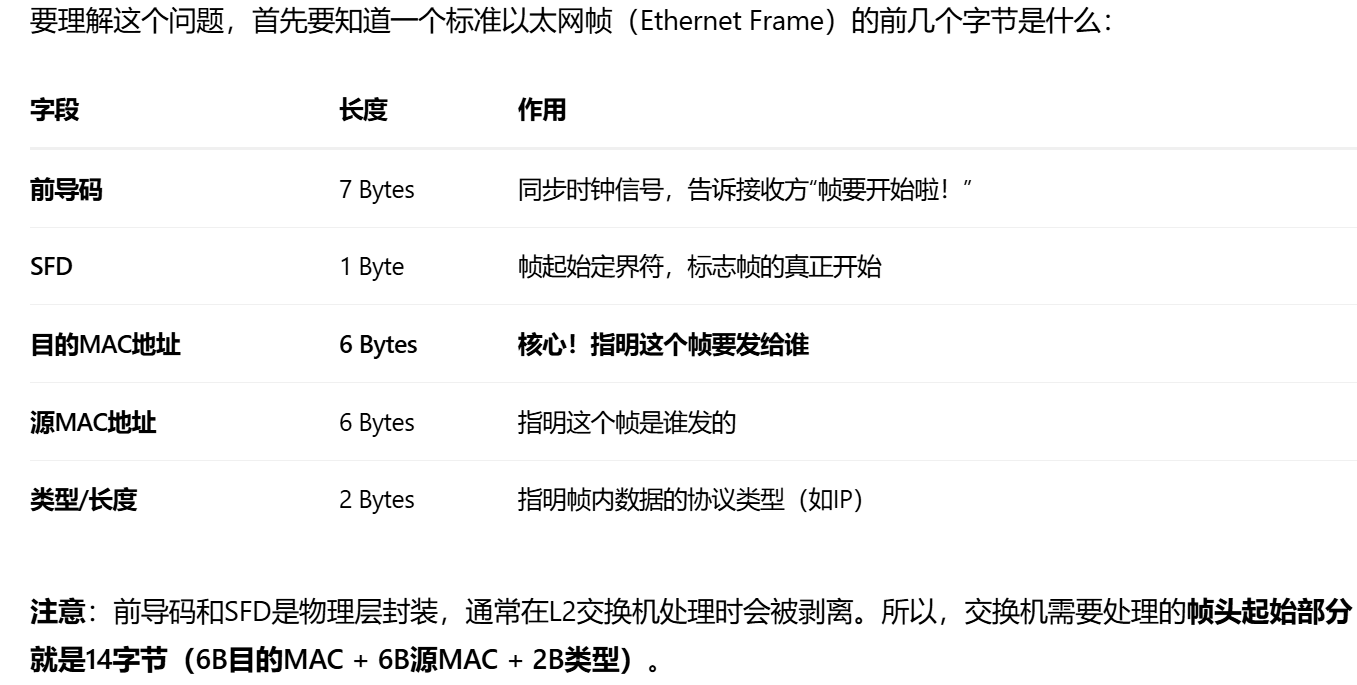 要理解这个问题，首先要知道一个标准以太网帧（Ethernet Frame）的前几个字节是什么：
字段 长度 作用
前导码 7 Bytes 同步时钟信号，告诉接收方“帧要开始啦！”
SFD 1 Byte 帧起始定界符，标志帧的真正开始
目的MAC地址 6 Bytes 核心！指明这个帧要发给谁
源MAC地址 6 Bytes 指明这个帧是谁发的
类型/长度 2 Bytes 指明帧内数据的协议类型（如IP）
注意：前导码和SFD是物理层封装，通常在L2交换机处理时会被剥离。所以，交换机需要处理的帧头起始部分
就是14字节（6B目的MAC + 6B源MAC + 2B类型）。